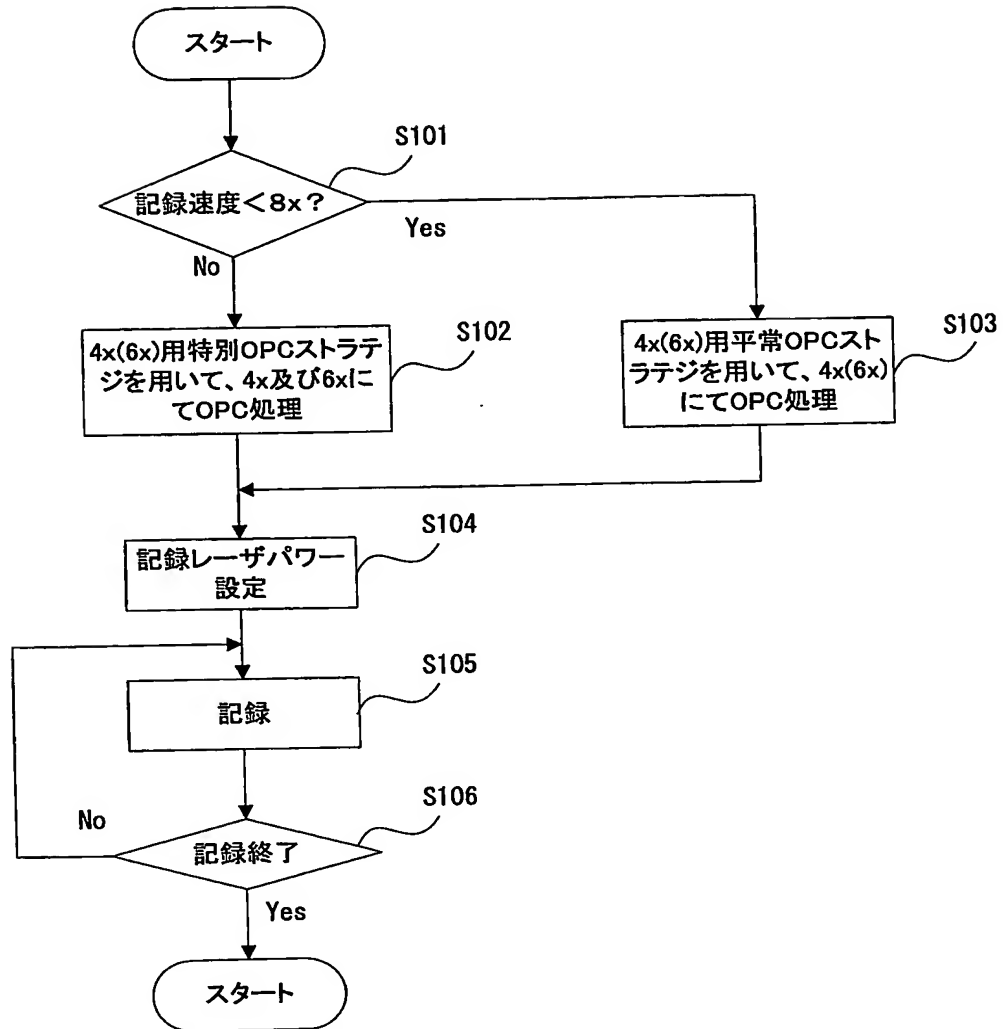 スタート
S101
記録速度＜8x？
Yes
No
S102
4x(6x)用特別OPCストラテ
ジを用いて、4x及び6xに
てOPC処理
S103
4x(6x)用平常OPCスト
ラテジを用いて、4x(6x)
にてOPC処理
S104
記録レーザパワー
設定
S105
記録
S106
No
記録終了
Yes
スタート